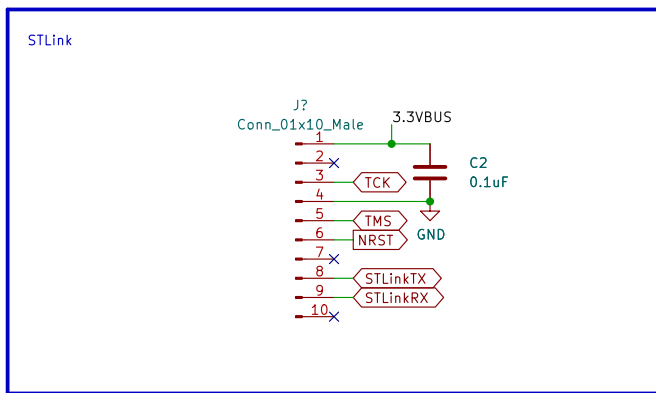 STLink
J?
Conn_01x10_Male
3.3VBUS
1
2
3 TCK
C2
0.1uF
4
5 TMS
GND
6 NRST
7
8 STLinkTX
9 STLinkRX
10